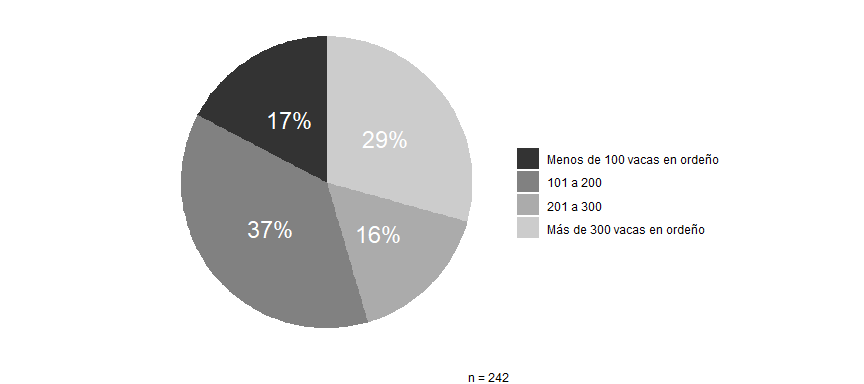 17%
29%
37%
16%
Menos de 100 vacas en ordeño
101 a 200
201 a 300
Más de 300 vacas en ordeño
n = 242